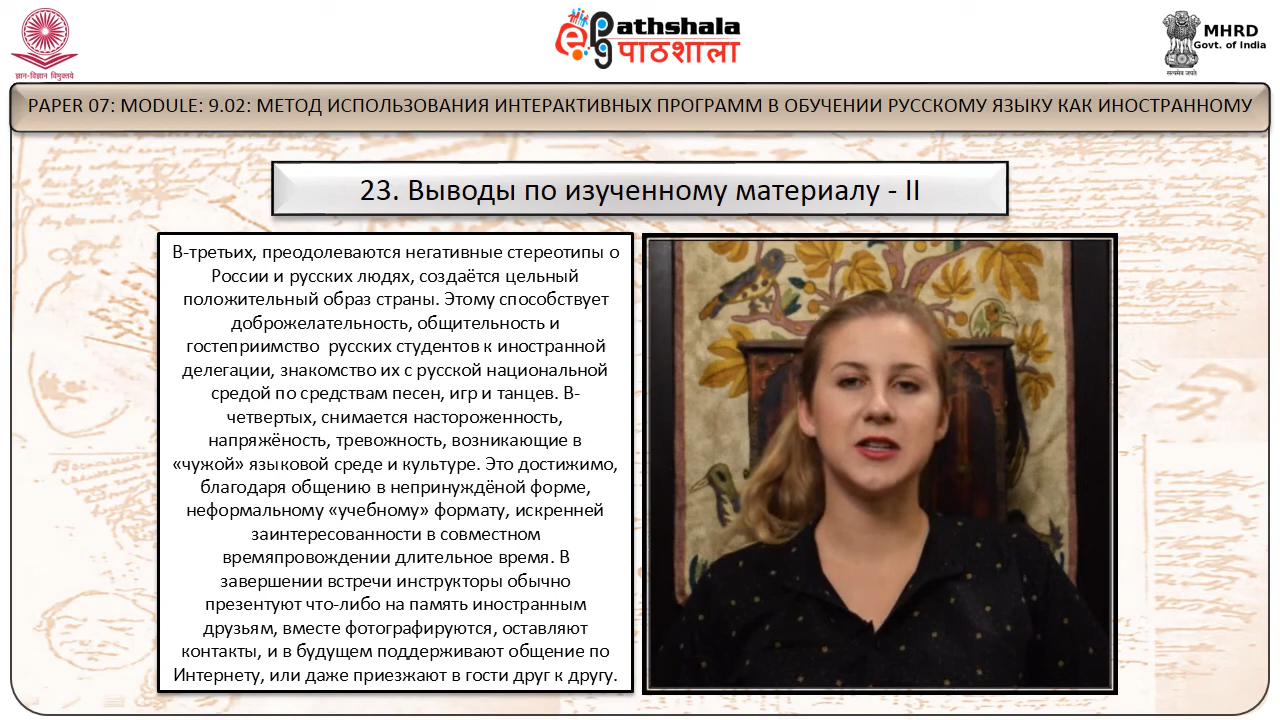 ज्ञान-विज्ञान विमुक्तये
e Pathshala
pg पाठशाला
MHRD
Govt. of India
सत्यमेव जयते
PAPER 07: MODULE: 9.02: МЕТОД ИСПОЛЬЗОВАНИЯ ИНТЕРАКТИВНЫХ ПРОГРАММ В ОБУЧЕНИИ РУССКОМУ ЯЗЫКУ КАК ИНОСТРАННОМУ
23. Выводы по изученному материалу - II
В-третьих, преодолеваются негативные стереотипы о
России и русских людях, создаётся цельный
положительный образ страны. Этому способствует
доброжелательность, общительность и
гостеприимство русских студентов к иностранной
делегации, знакомство их с русской национальной
средой по средствам песен, игр и танцев. В-
четвертых, снимается настороженность,
напряжёность, тревожность, возникающие в
«чужой» языковой среде и культуре. Это достижимо,
благодаря общению в непринуждёной форме,
неформальному «учебному» формату, искренней
заинтересованности в совместном
времяпровождении длительное время. В
завершении встречи инструкторы обычно
презентуют что-либо на память иностранным
друзьям, вместе фотографируются, оставляют
контакты, и в будущем поддерживают общение по
Интернету, или даже приезжают в гости друг к другу.